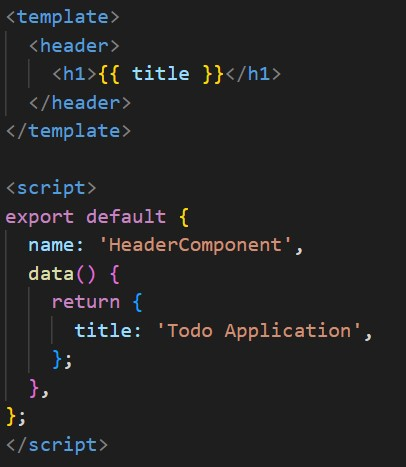 <template>
  <header>
    <h1>{{ title }}</h1>
  </header>
</template>

<script>
export default {
  name: 'HeaderComponent',
  data() {
    return {
      title: 'Todo Application',
    };
  },
};
</script>